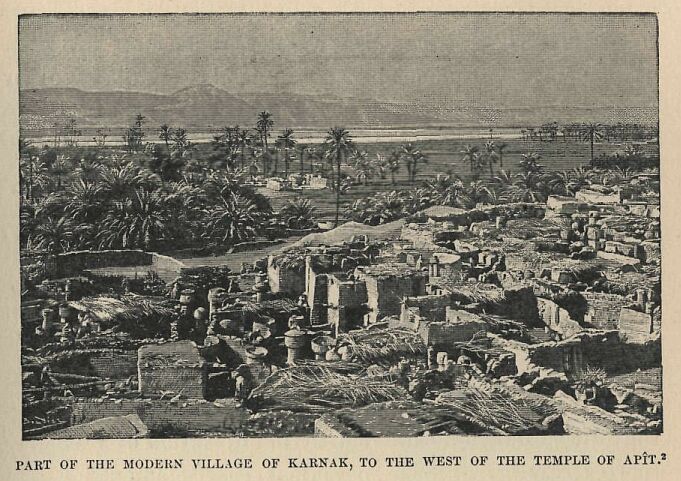 PART OF THE MODERN VILLAGE OF KARNAK, TO THE WEST OF THE TEMPLE OF APÎT.²